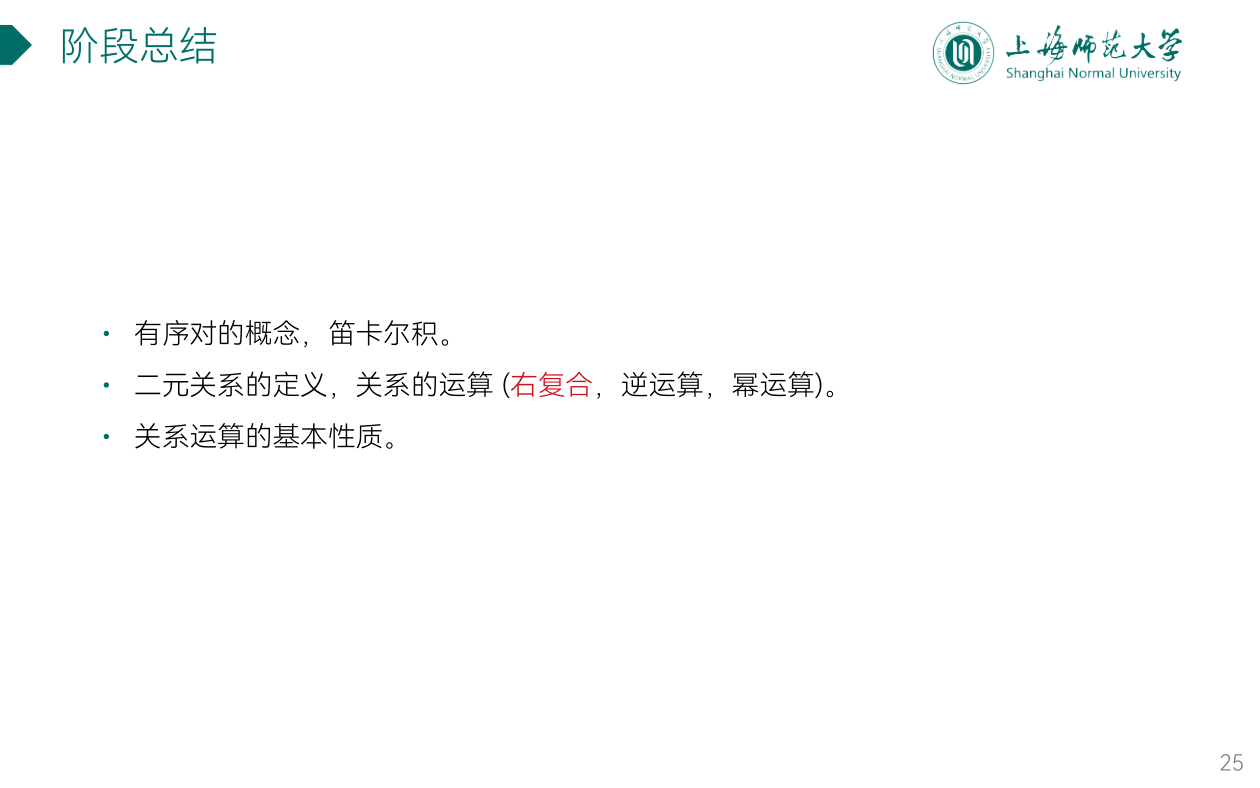 阶段总结
上海师范大学
Shanghai Normal University
• 有序对的概念，笛卡尔积。
• 二元关系的定义，关系的运算 (右复合，逆运算，幂运算)。
• 关系运算的基本性质。
25